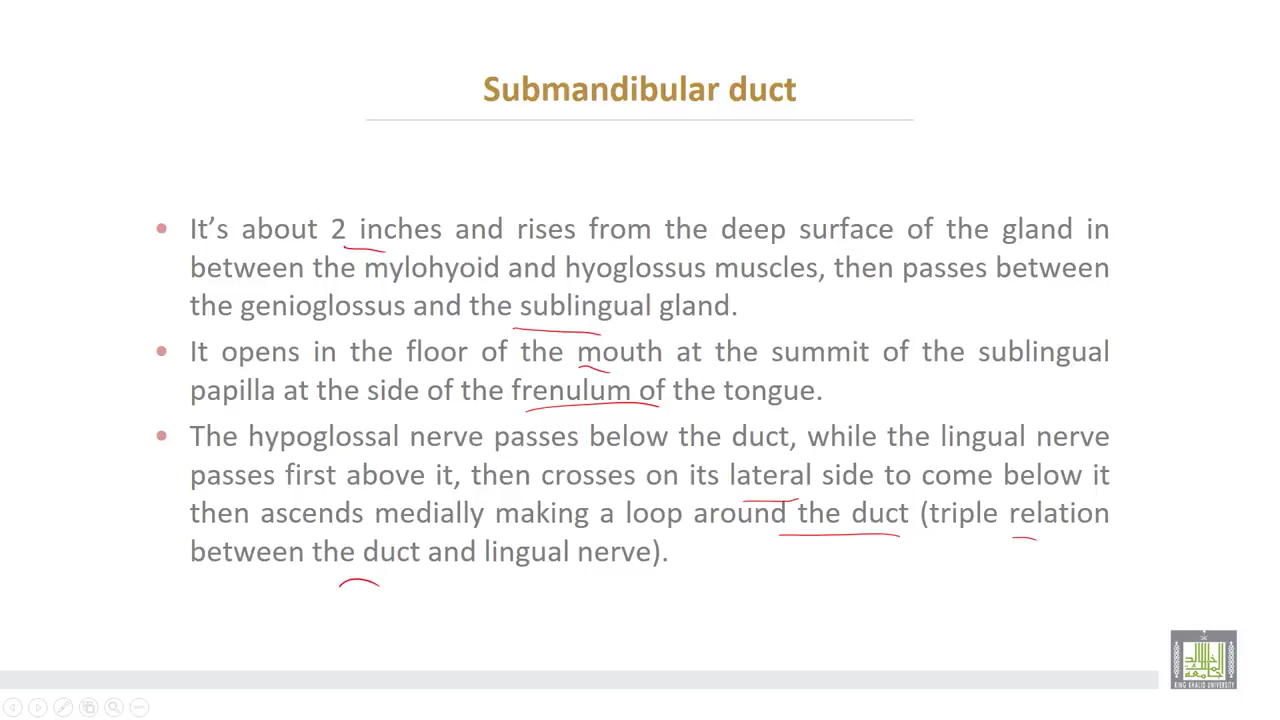 Submandibular duct
• It's about 2 inches and rises from the deep surface of the gland in
between the mylohyoid and hyoglossus muscles, then passes between
the genioglossus and the sublingual gland.
• It opens in the floor of the mouth at the summit of the sublingual
papilla at the side of the frenulum of the tongue.
• The hypoglossal nerve passes below the duct, while the lingual nerve
passes first above it, then crosses on its lateral side to come below it
then ascends medially making a loop around the duct (triple relation
between the duct and lingual nerve).
KING KHALID UNIVERSITY